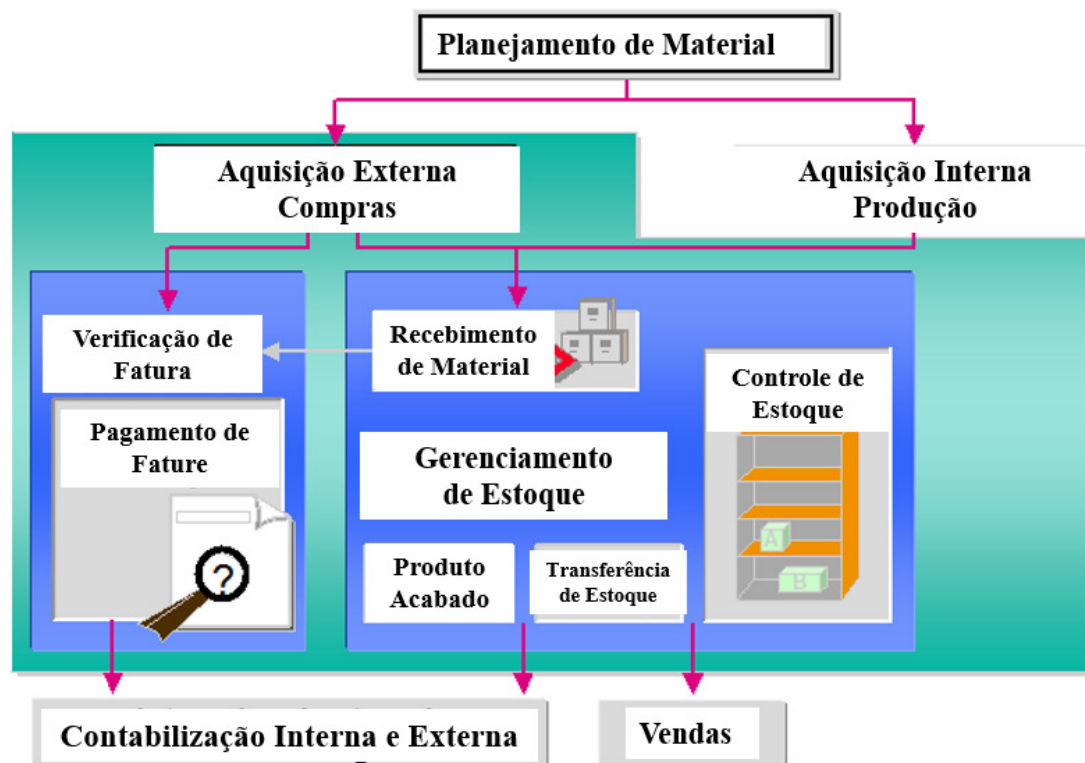 Planejamento de Material
Aquisição Externa
Compras
Aquisição Interna
Produção
Verificação de
Fatura
Recebimento
de Material
Controle de
Estoque
Pagamento de
Fature
Gerenciamento
de Estoque
?
A
B
Produto
Acabado
Transferência
de Estoque
Contabilização Interna e Externa
Vendas